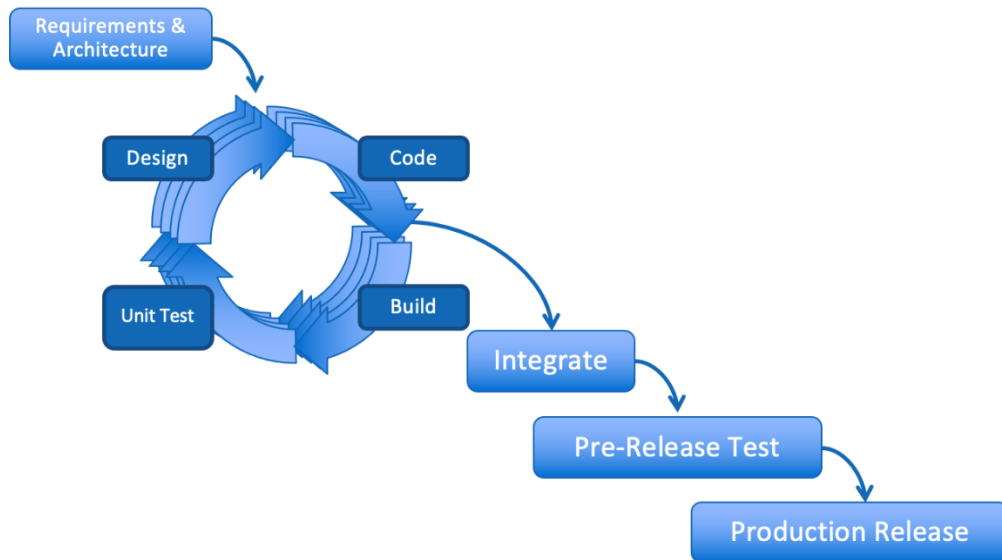 Requirements &
Architecture
Design
Code
Unit Test
Build
Integrate
Pre-Release Test
Production Release